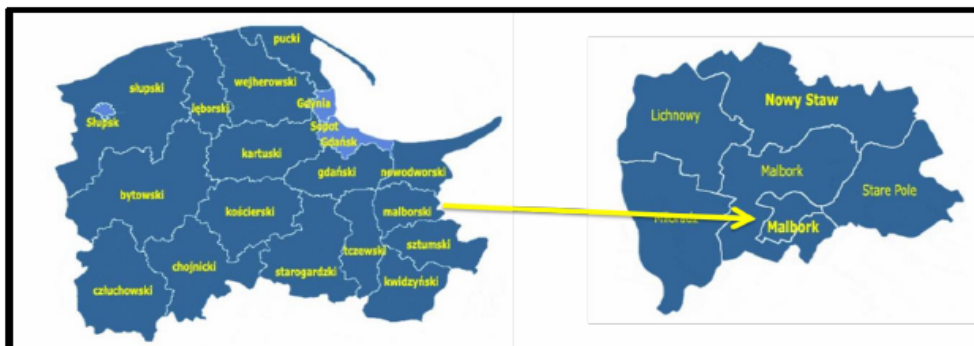 pucki
słupski
wejherowski
lęborski
Gdynia
Słupsk
Sopot
Gdańsk
kartuski
gdański
nowodworski
bytowski
kościerski
malborski
tczewski
sztumski
chojnicki
starogardzki
kwidzyński
człuchowski
Nowy Staw
Lichnowy
Malbork
Stare Pole
Malbork